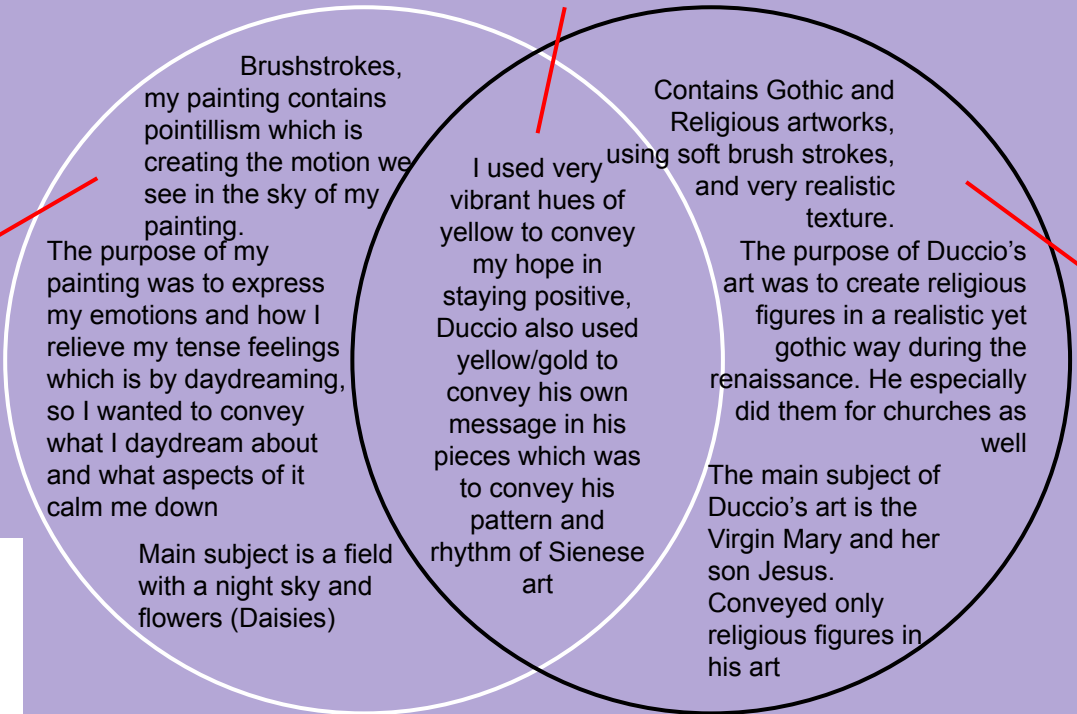 Brushstrokes,
my painting contains
pointillism which is
creating the motion we
see in the sky of my
painting.
The purpose of my
painting was to express
my emotions and how I
relieve my tense feelings
which is by daydreaming,
so I wanted to convey
what I daydream about
and what aspects of it
calm me down
Main subject is a field
with a night sky and
flowers (Daisies)
I used very
vibrant hues of
yellow to convey
my hope in
staying positive,
Duccio also used
yellow/gold to
convey his own
message in his
pieces which was
to convey his
pattern and
rhythm of Sienese
art
Contains Gothic and
Religious artworks,
using soft brush strokes,
and very realistic
texture.
The purpose of Duccio’s
art was to create religious
figures in a realistic yet
gothic way during the
renaissance. He especially
did them for churches as
well
The main subject of
Duccio’s art is the
Virgin Mary and her
son Jesus.
Conveyed only
religious figures in
his art